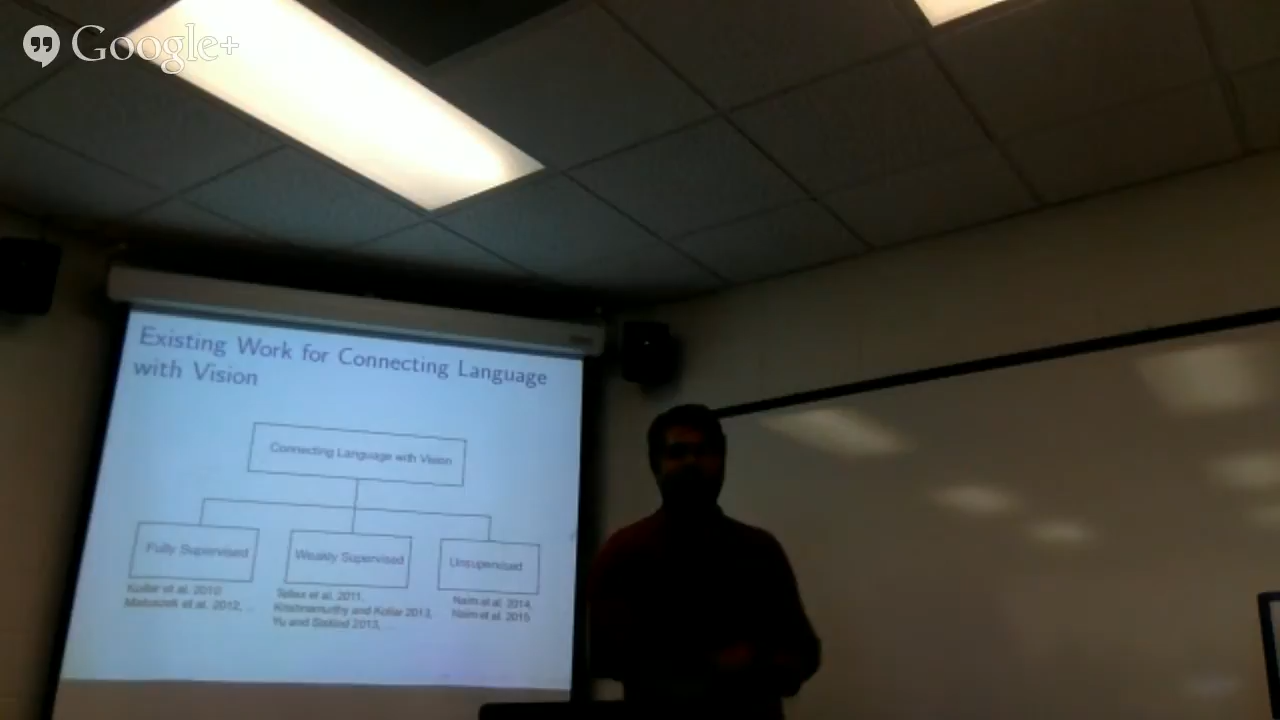 Google+
Existing Work for Connecting Language
with Vision
Connecting Language with Vision
Fully Supervised
Weakly Supervised
Unsupervised
Kollar et al. 2010
Matuszek et al. 2012, ...
Tellex et al. 2011,
Krishnamurthy and Kollar 2013,
Yu and Siskind 2013, ...
Naim et al. 2014,
Naim et al. 2015